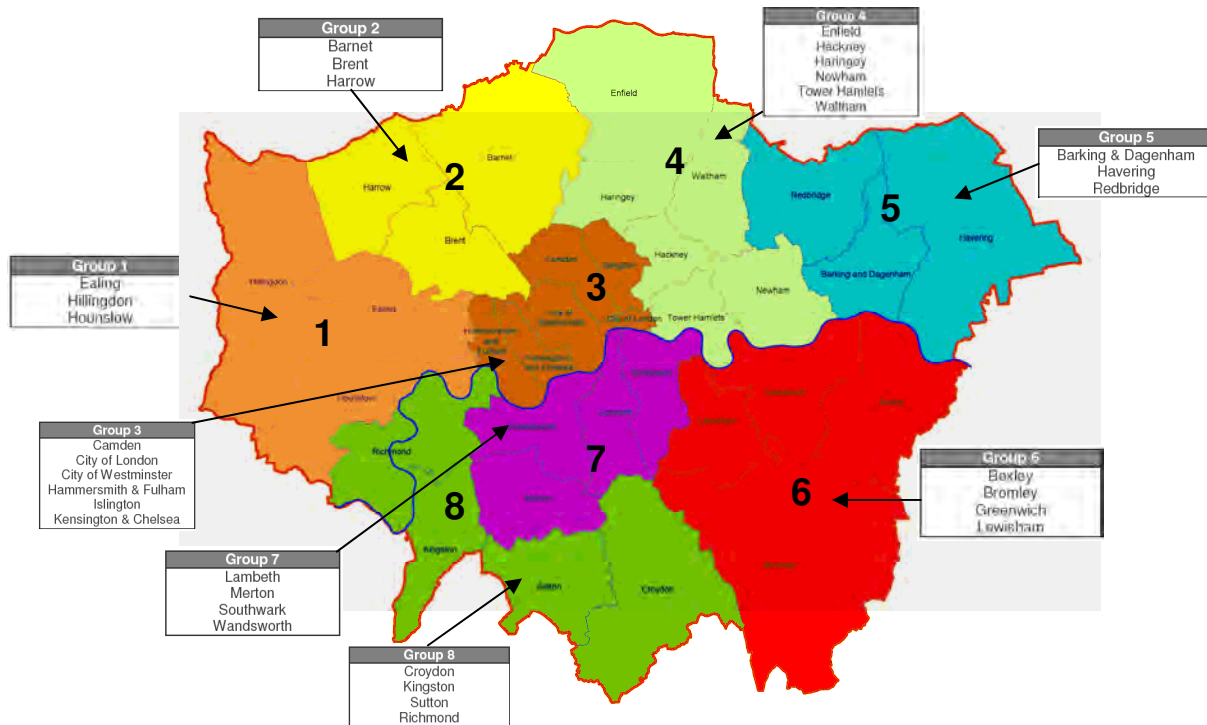 Group 2
Barnet
Brent
Harrow
Group 4
Enfield
Hackney
Haringey
Newham
Tower Hamlets
Waltham
Group 5
Barking & Dagenham
Havering
Redbridge
Group 1
Ealing
Hillingdon
Hounslow
Group 3
Camden
City of London
City of Westminster
Hammersmith & Fulham
Islington
Kensington & Chelsea
Group 6
Bexley
Bromley
Greenwich
Lewisham
Group 7
Lambeth
Merton
Southwark
Wandsworth
Group 8
Croydon
Kingston
Sutton
Richmond
Enfield
Barnet
2
4
Harrow
Waltham
Redbridge
Haringey
5
Brent
Havering
Hackney
Camden
Hillingdon
3
Barking and Dagenham
Newham
Ealing
1
Tower Hamlets
Hounslow
Richmond
7
6
8
Kingston
Sutton
Croydon